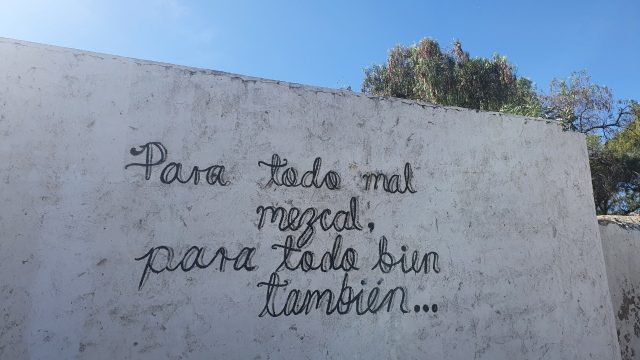 Para todo mal
mezcal,
para todo bien
también...